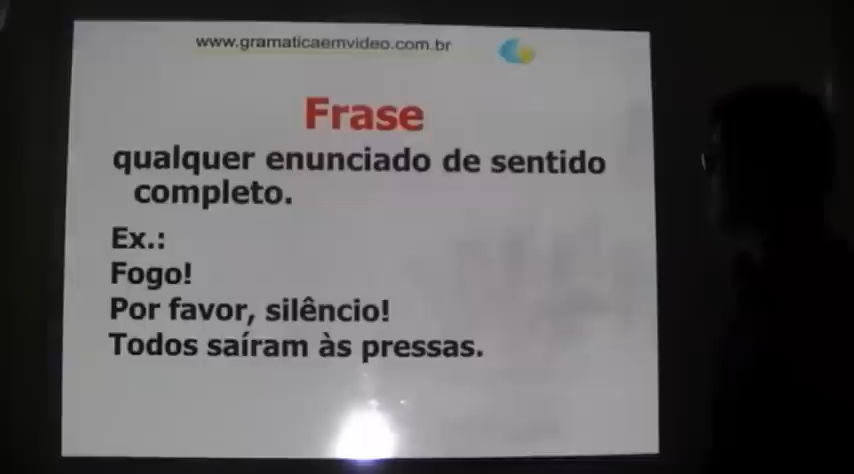 www.gramaticaemvideo.com.br
Frase
qualquer enunciado de sentido
completo.
Ex.:
Fogo!
Por favor, silêncio!
Todos saíram às pressas.